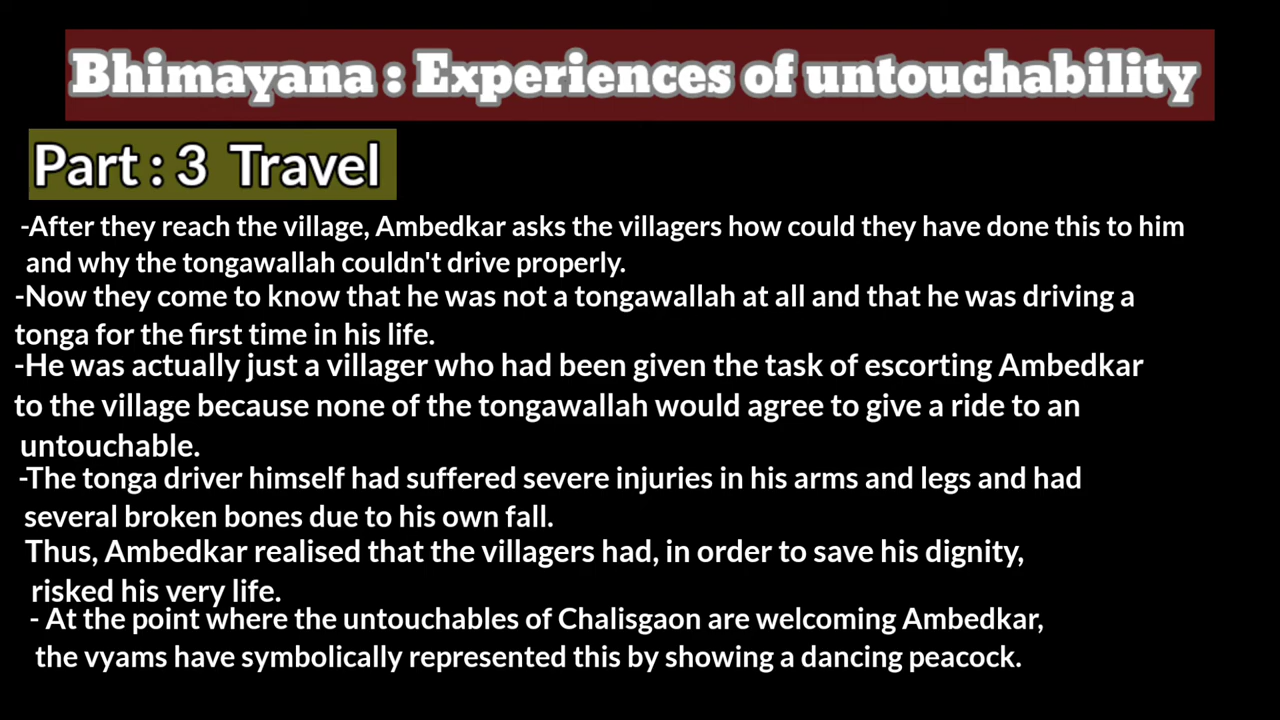 Bhimayana : Experiences of untouchability
Part : 3 Travel
-After they reach the village, Ambedkar asks the villagers how could they have done this to him
and why the tongawallah couldn't drive properly.
-Now they come to know that he was not a tongawallah at all and that he was driving a
tonga for the first time in his life.
-He was actually just a villager who had been given the task of escorting Ambedkar
to the village because none of the tongawallah would agree to give a ride to an
untouchable.
-The tonga driver himself had suffered severe injuries in his arms and legs and had
several broken bones due to his own fall.
Thus, Ambedkar realised that the villagers had, in order to save his dignity,
risked his very life.
- At the point where the untouchables of Chalisgaon are welcoming Ambedkar,
the vyams have symbolically represented this by showing a dancing peacock.